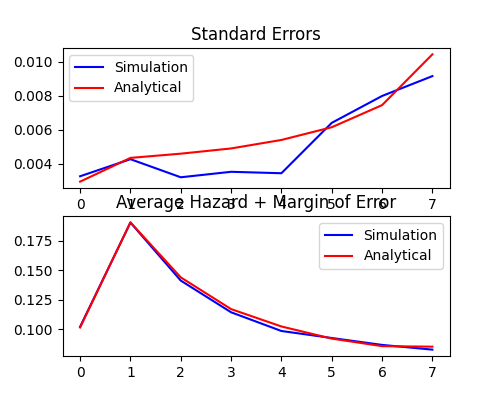 Standard Errors
0.010
0.008
0.006
0.004
Simulation
Analytical
0 1 2 3 4 5 6 7
Average Hazard + Margin of Error
0.175
0.150
0.125
0.100
Simulation
Analytical
0 1 2 3 4 5 6 7